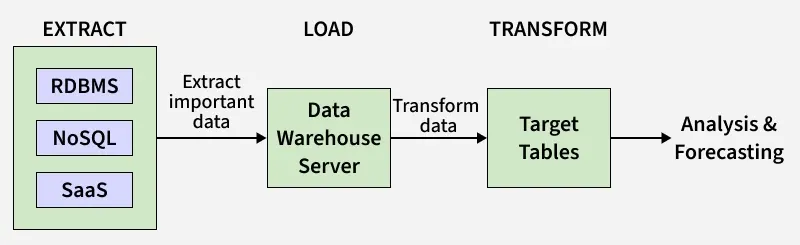 EXTRACT
LOAD
TRANSFORM
RDBMS
NoSQL
SaaS
Extract
important
data
Data
Warehouse
Server
Transform
data
Target
Tables
Analysis &
Forecasting